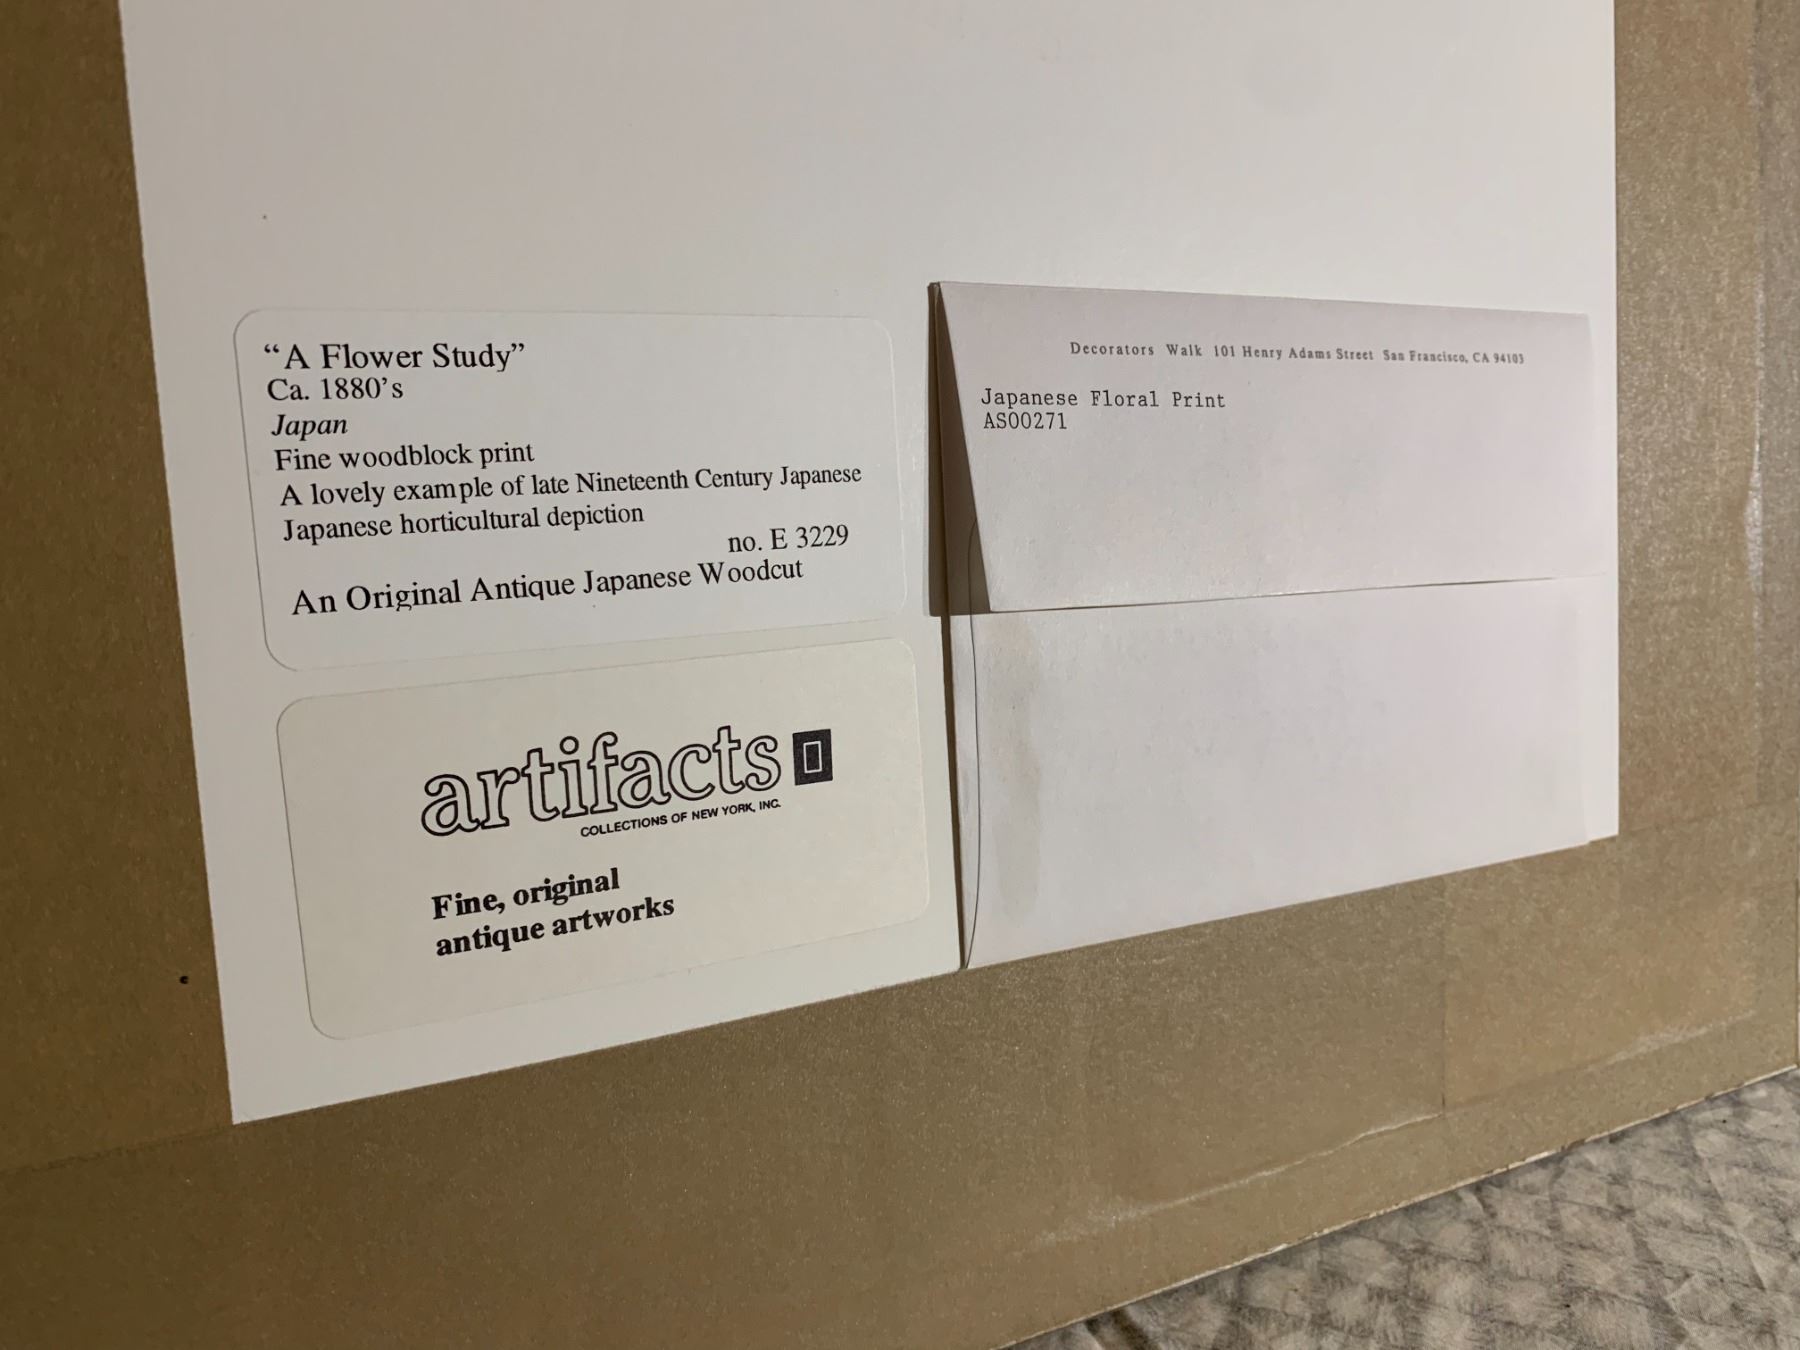 “A Flower Study”
Ca. 1880’s
Japan
Fine woodblock print
A lovely example of late Nineteenth Century Japanese
Japanese horticultural depiction
no. E 3229
An Original Antique Japanese Woodcut
artifacts
COLLECTIONS OF NEW YORK, INC.
Fine, original
antique artworks
Decorators Walk 101 Henry Adams Street San Francisco, CA 94103
Japanese Floral Print
AS00271